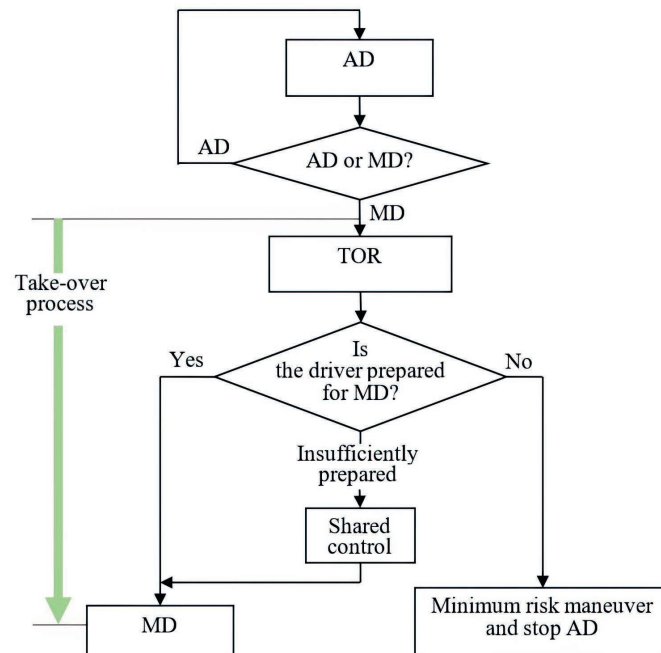 AD
AD
AD or MD?
MD
TOR
Take-over
process
Is
the driver prepared
for MD?
Yes
No
Insufficiently
prepared
Shared
control
MD
Minimum risk maneuver
and stop AD